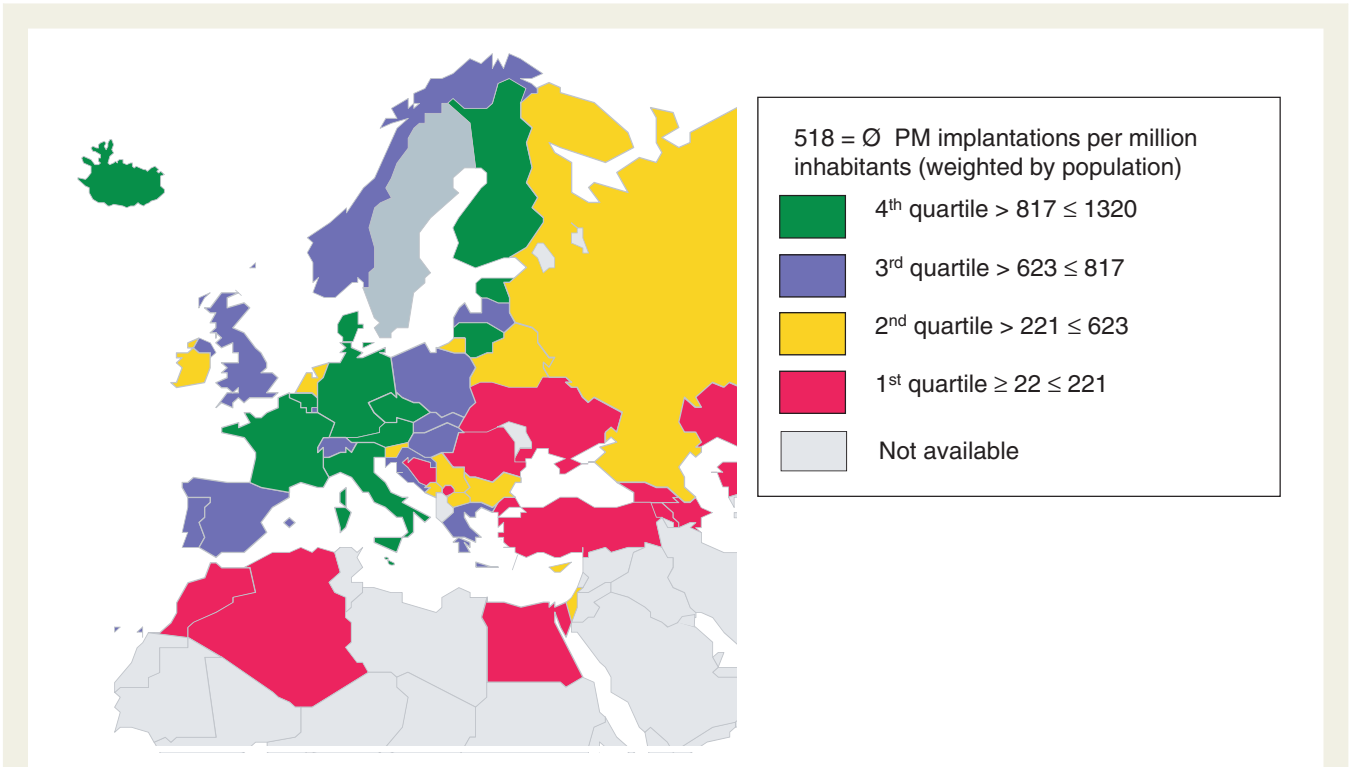 518 = Ø PM implantations per million
inhabitants (weighted by population)
4th quartile > 817 ≤ 1320
3rd quartile > 623 ≤ 817
2nd quartile > 221 ≤ 623
1st quartile ≥ 22 ≤ 221
Not available